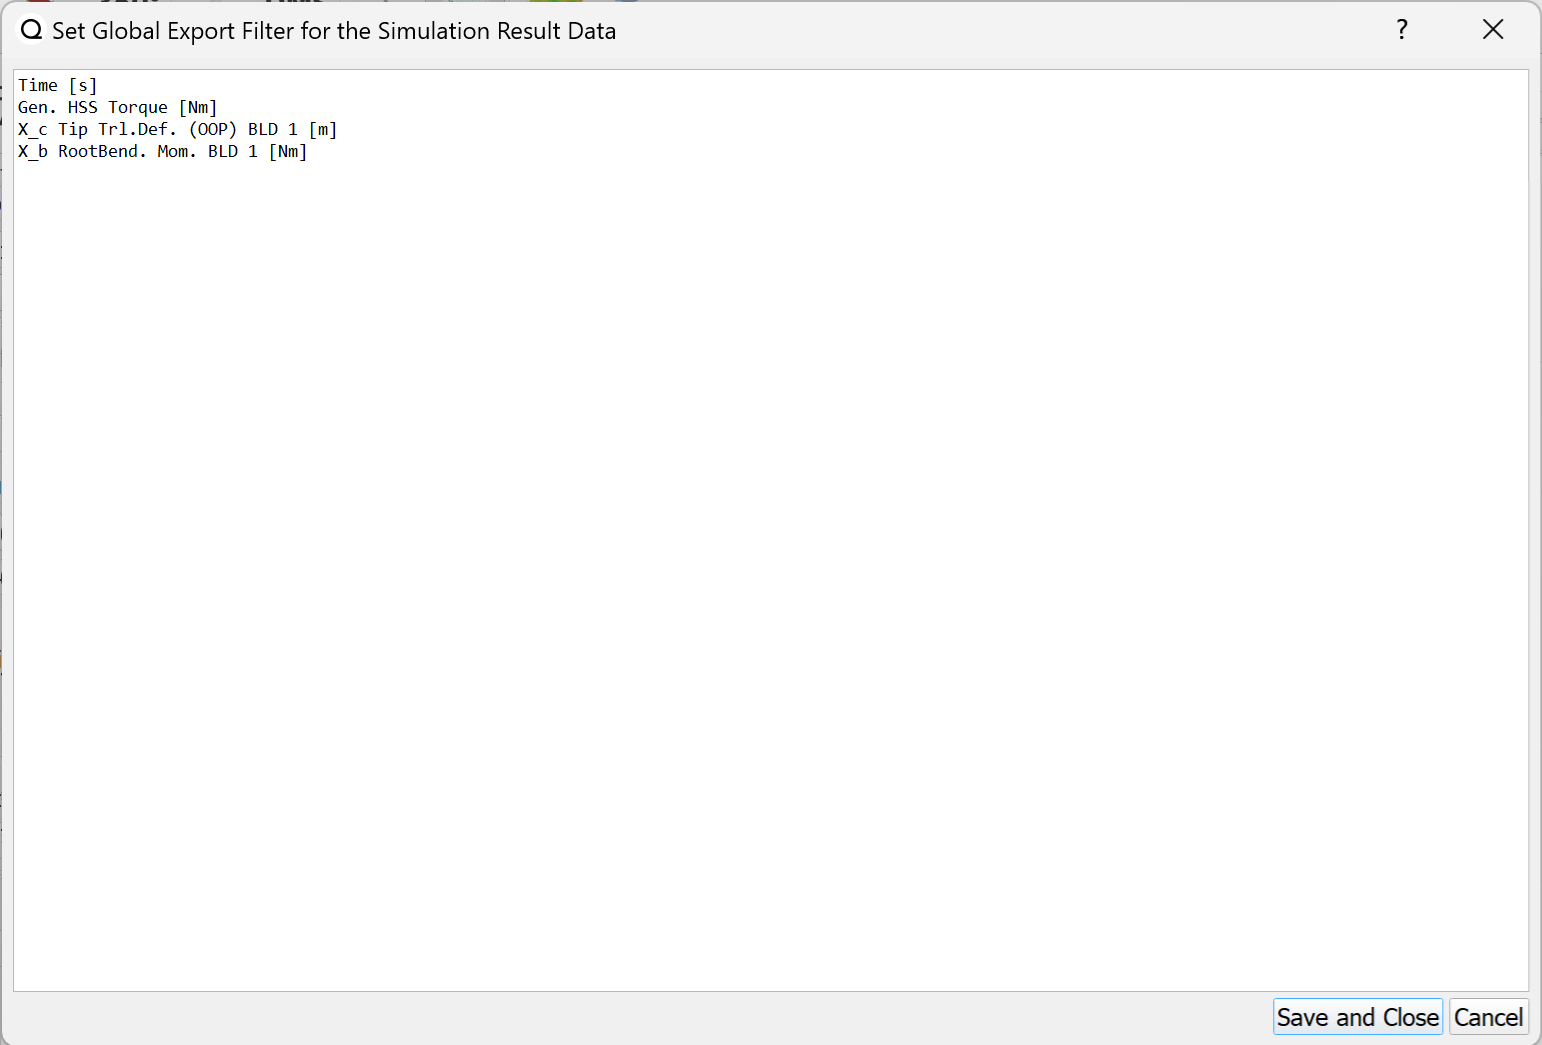 Set Global Export Filter for the Simulation Result Data
?
Time [s]
Gen. HSS Torque [Nm]
X_c Tip Trl.Def. (OOP) BLD 1 [m]
X_b RootBend. Mom. BLD 1 [Nm]
Save and Close
Cancel